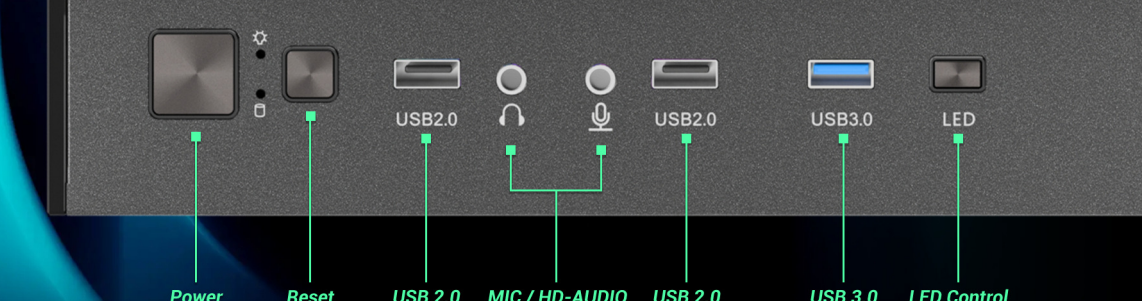 USB2.0
USB2.0
USB3.0
LED
Power
Reset
USB 2.0
MIC / HD-AUDIO
USB 2.0
USB 3.0
LED Control